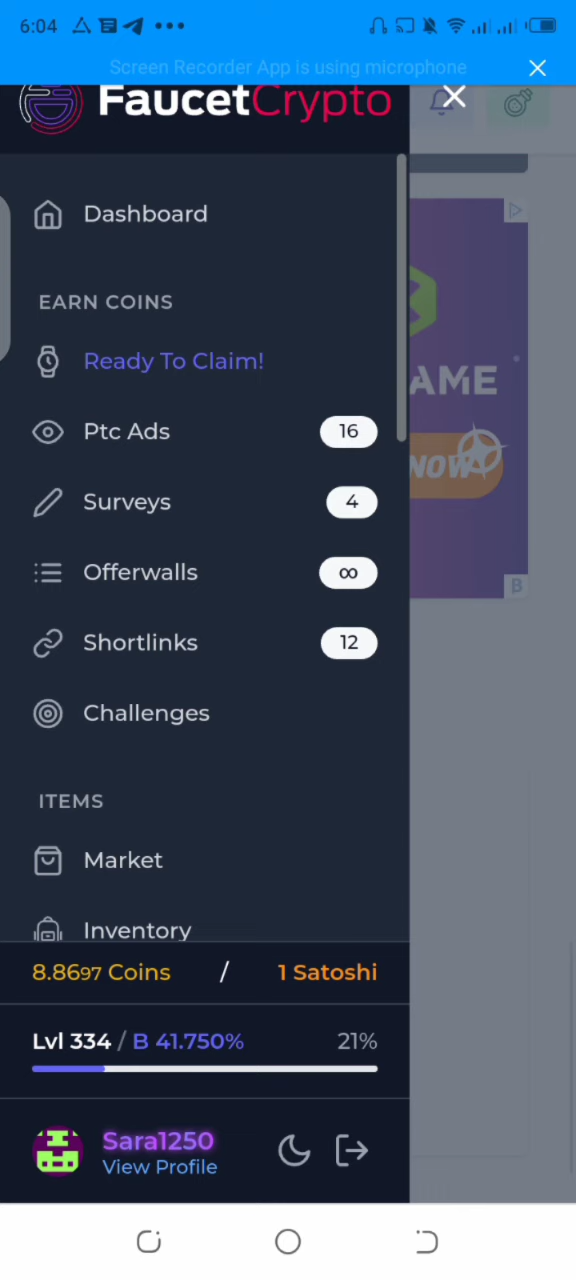 6:04
Screen Recorder App is using microphone
FaucetCrypto
Dashboard
EARN COINS
Ready To Claim!
Ptc Ads 16
Surveys 4
Offerwalls ∞
Shortlinks 12
Challenges
ITEMS
Market
Inventory
8.8697 Coins / 1 Satoshi
Lvl 334 / B 41.750% 21%
Sara1250
View Profile
AME
NOW
B